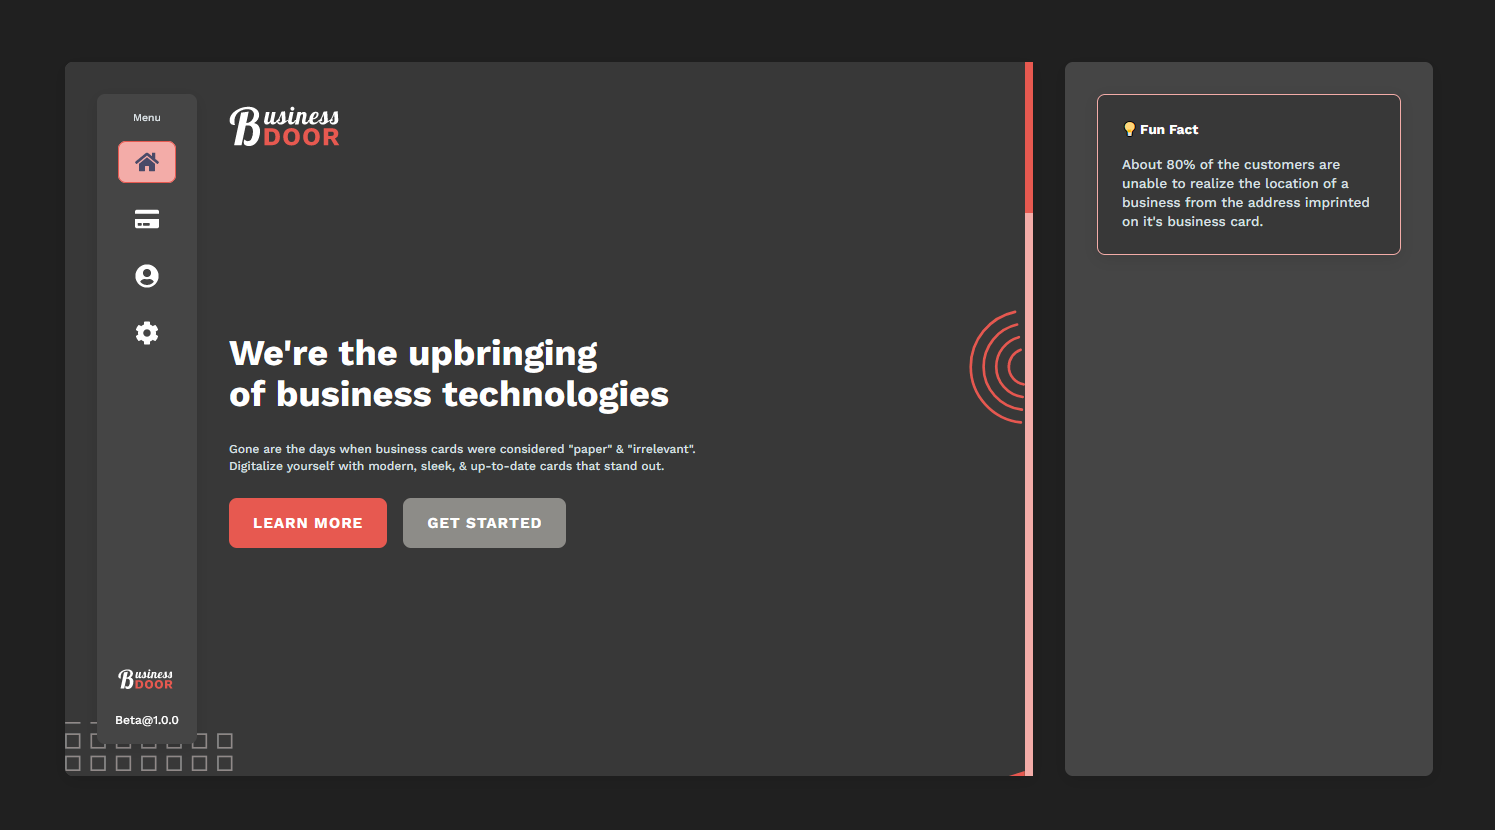 Menu
Business
DOOR
We're the upbringing
of business technologies
Gone are the days when business cards were considered "paper" & "irrelevant".
Digitalize yourself with modern, sleek, & up-to-date cards that stand out.
LEARN MORE
GET STARTED
Business
DOOR
Beta@1.0.0
Fun Fact
About 80% of the customers are
unable to realize the location of a
business from the address imprinted
on it's business card.